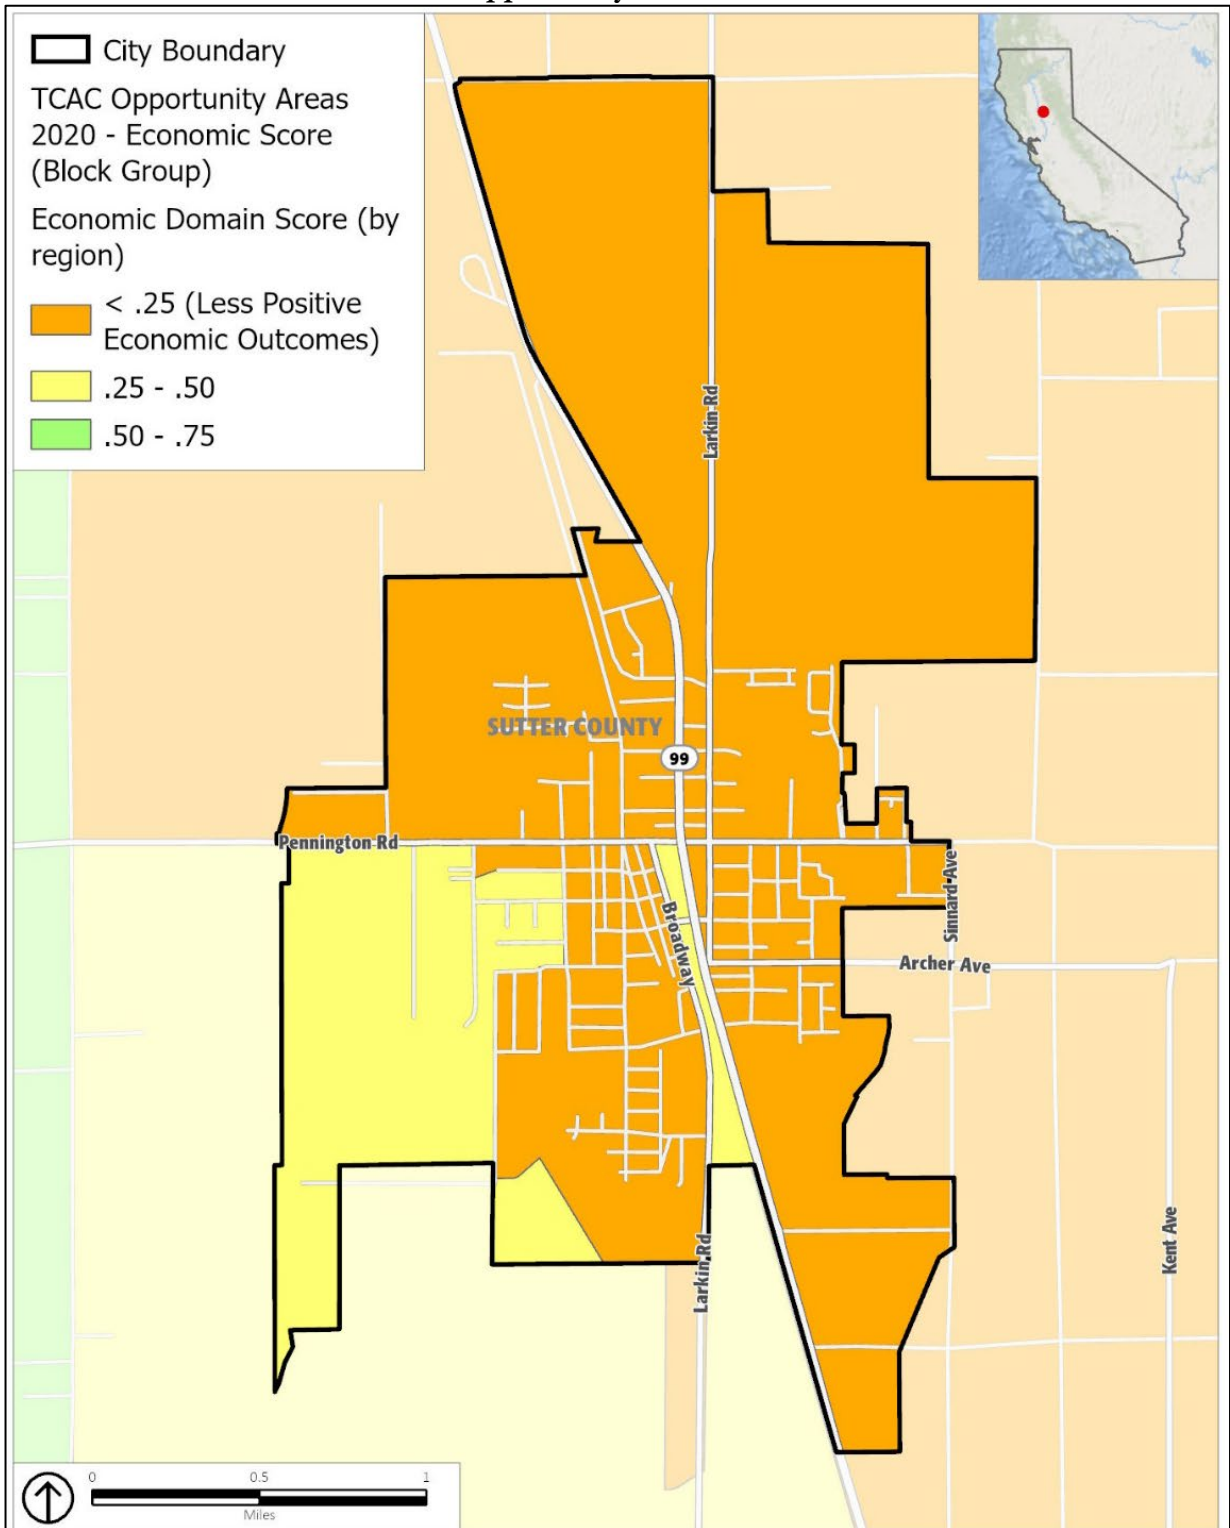 City Boundary
TCAC Opportunity Areas
2020 - Economic Score
(Block Group)
Economic Domain Score (by
region)
< .25 (Less Positive
Economic Outcomes)
.25 - .50
.50 - .75
Larkin Rd
SUTTER COUNTY
99
Pennington Rd
Broadway
Sinnard Ave
Archer Ave
Larkin Rd
Kent Ave
0 0.5 1
Miles